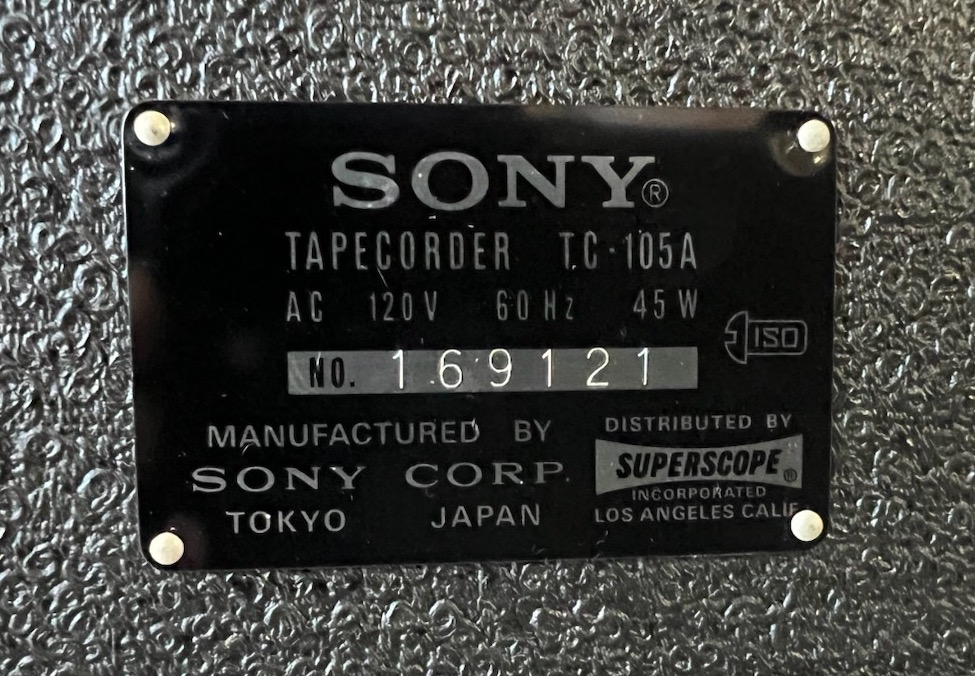 SONY®
TAPECORDER TC-105A
AC 120V 60Hz 45W
ISO
NO. 169121
MANUFACTURED BY
SONY CORP.
TOKYO JAPAN
DISTRIBUTED BY
SUPERSCOPE®
INCORPORATED
LOS ANGELES CALIF